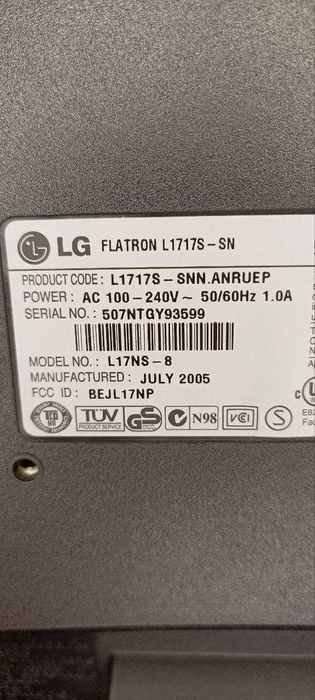 LG FLATRON L1717S-SN
PRODUCT CODE : L1717S-SNN.ANRUEP
POWER : AC 100-240V ~ 50/60Hz 1.0A
SERIAL NO. : 507NTGY93599
MODEL NO. : L17NS-8
MANUFACTURED : JULY 2005
FCC ID : BEJL17NP
TÜV GS N98 VCI S
PRODUCT SERVICE